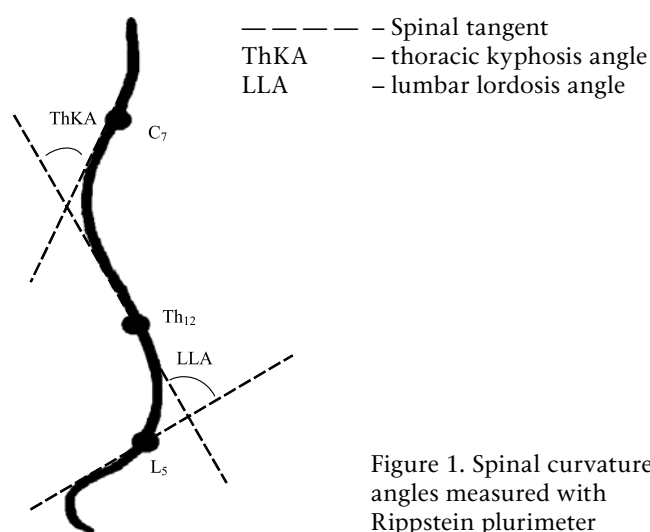 — — — — – Spinal tangent
ThKA – thoracic kyphosis angle
LLA – lumbar lordosis angle
ThKA
C₇
Th₁₂
LLA
L₅
Figure 1. Spinal curvature
angles measured with
Rippstein plurimeter